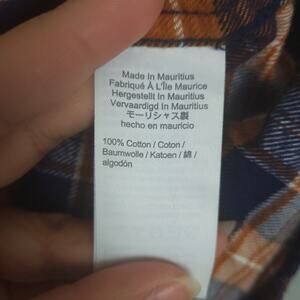 Made In Mauritius
Fabriqué À L'Île Maurice
Hergestellt In Mauritius
Vervaardigd In Mauritius
モーリシャス製
hecho en mauricio
100% Cotton / Coton /
Baumwolle / Katoen / 綿 /
algodón